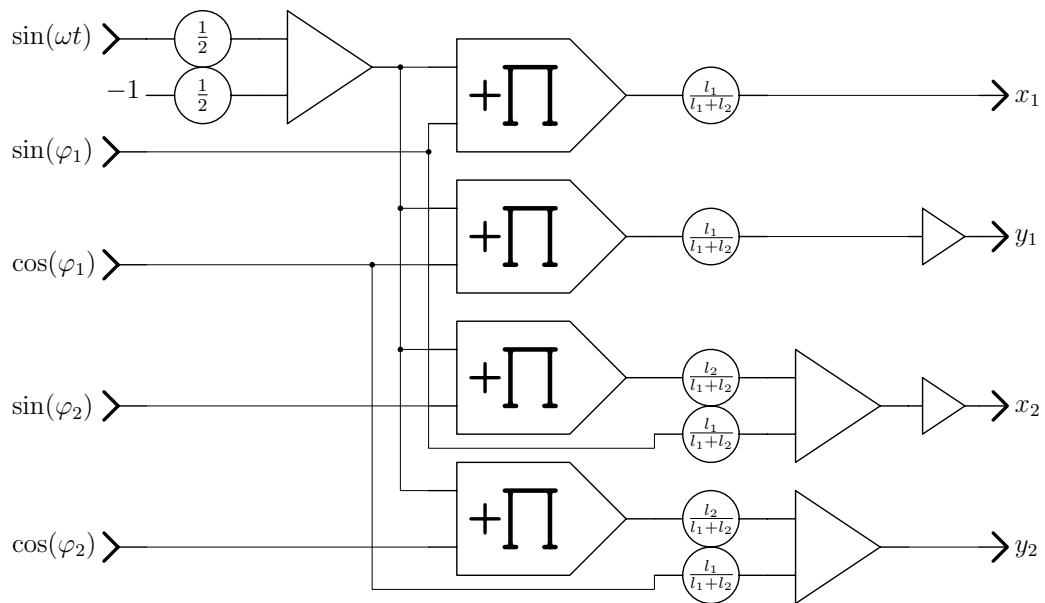 sin(ωt) 1/2
−1 1/2
+∏ l₁/(l₁+l₂) x₁
sin(φ₁)
+∏ l₁/(l₁+l₂) y₁
cos(φ₁)
+∏ l₂/(l₁+l₂)
sin(φ₂) x₂
l₁/(l₁+l₂)
+∏ l₂/(l₁+l₂)
cos(φ₂) y₂
l₁/(l₁+l₂)